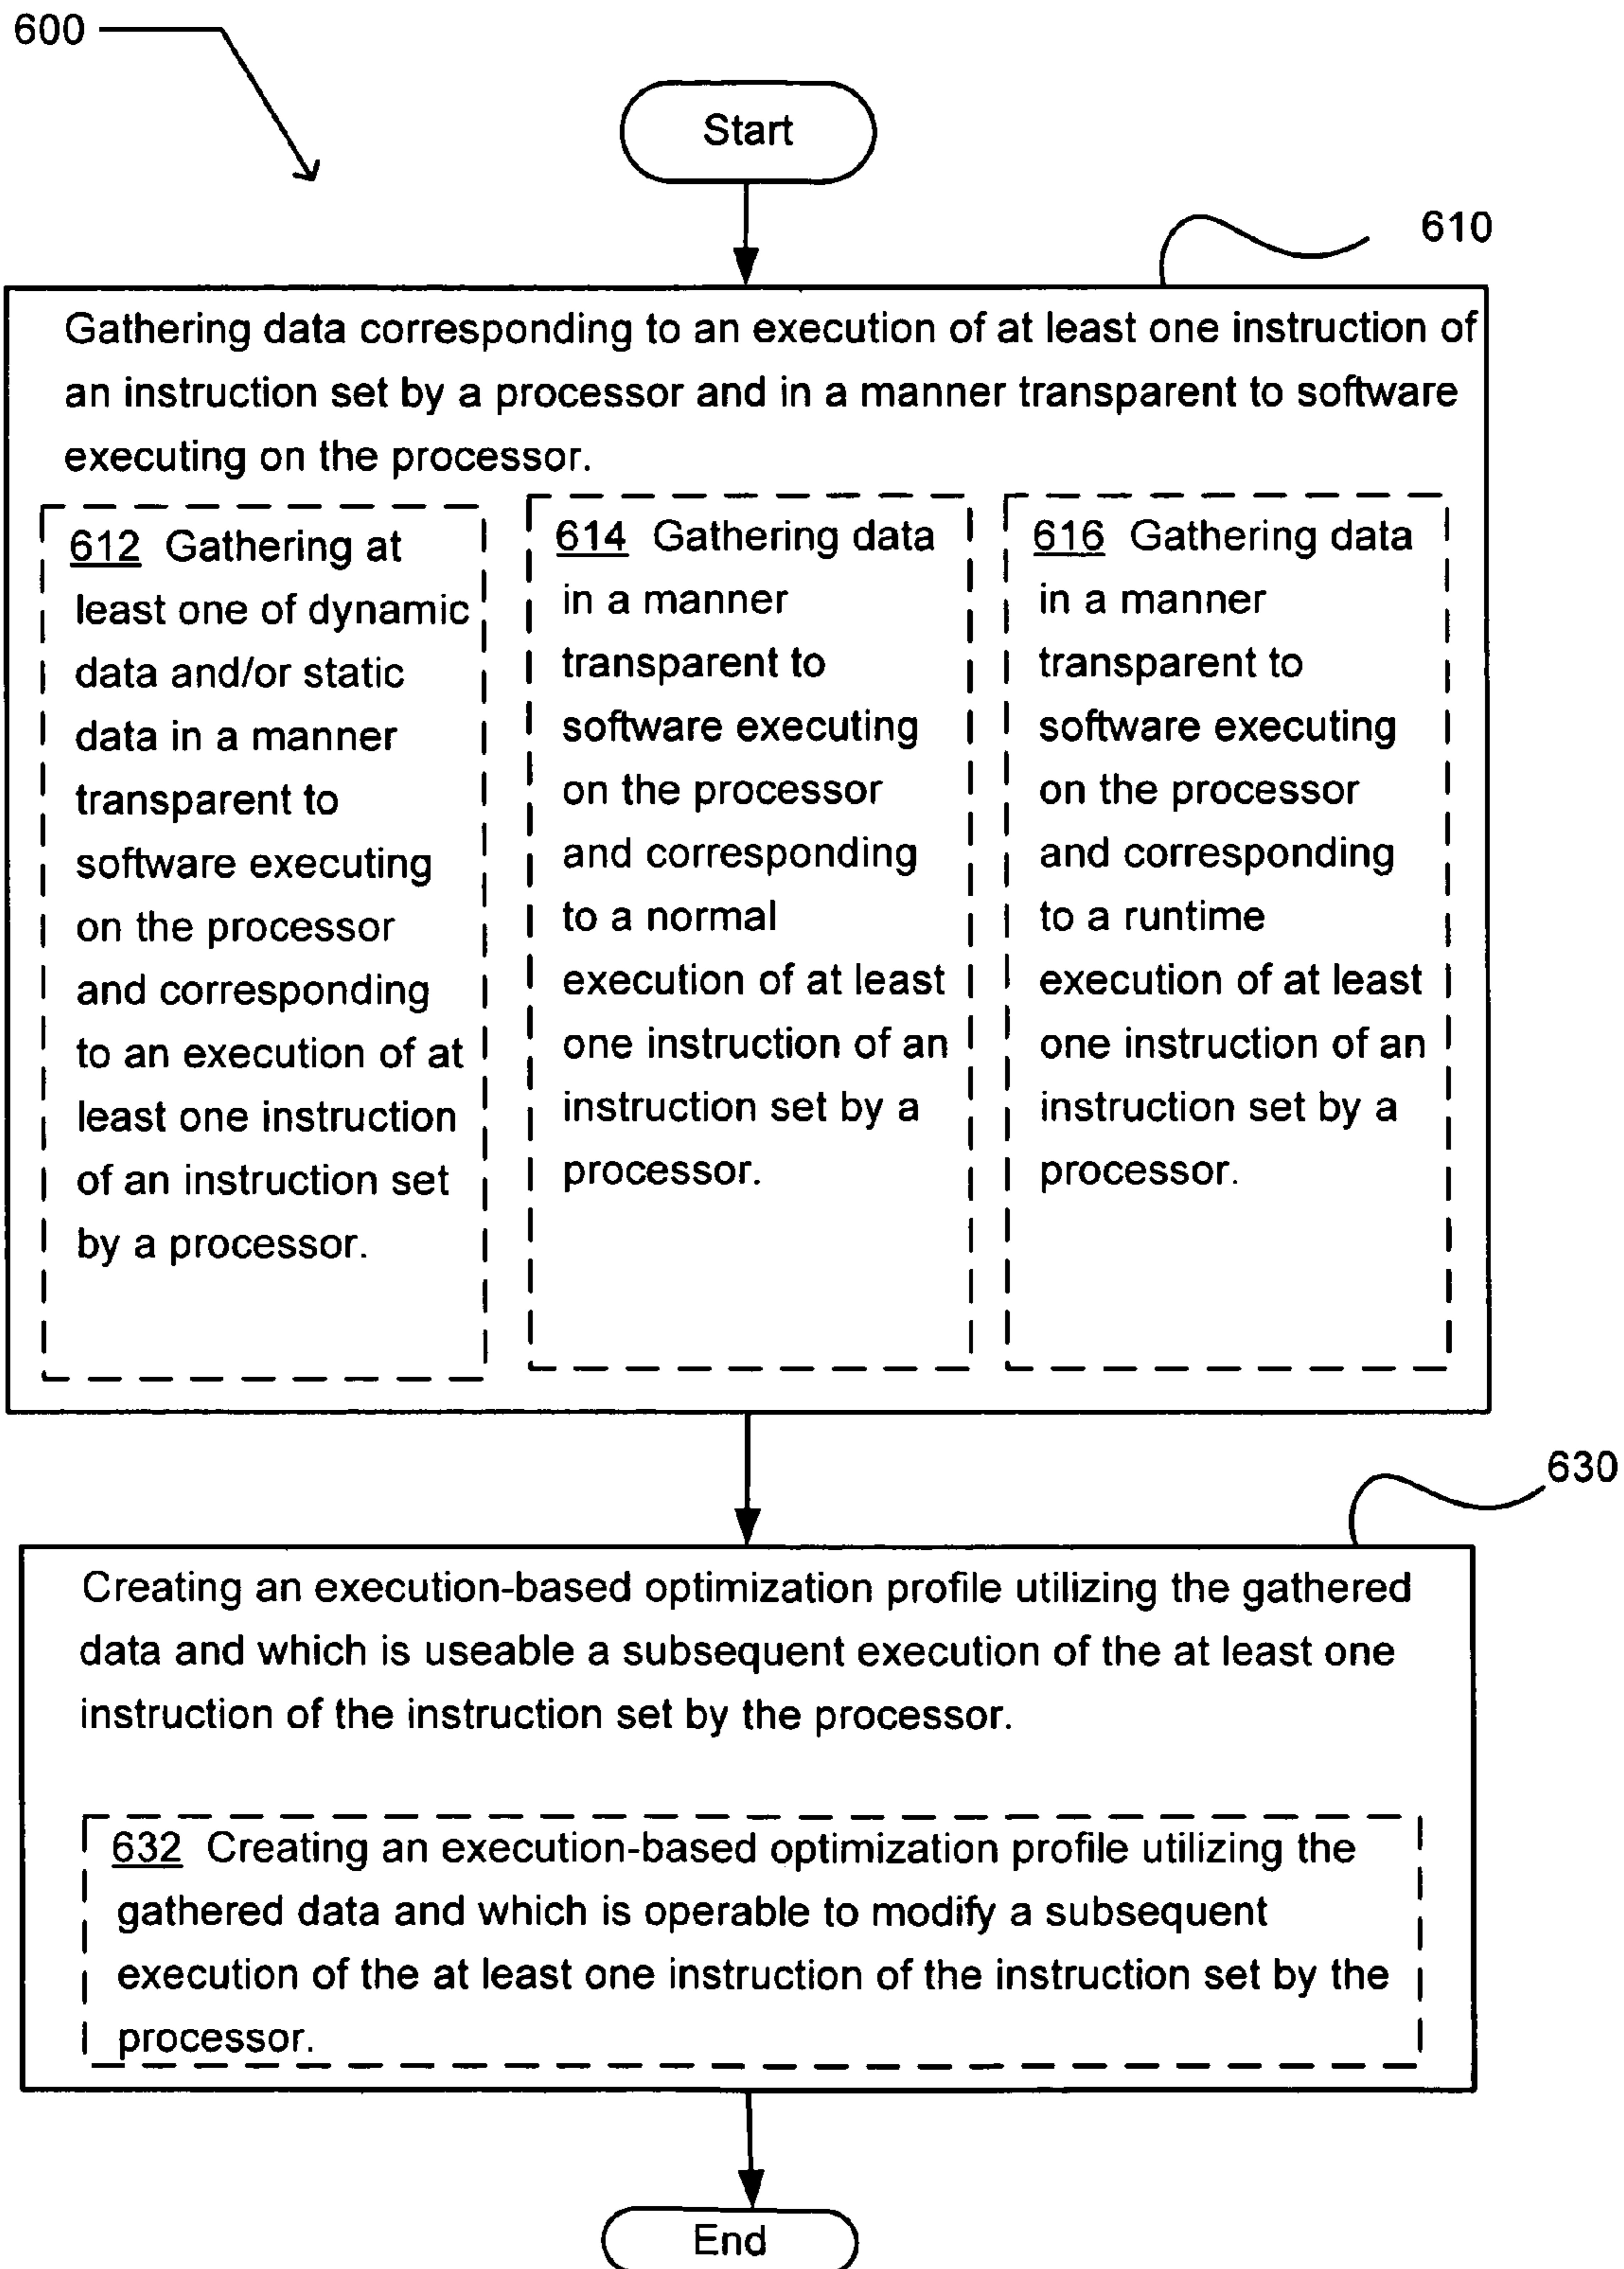 600
Start
610
Gathering data corresponding to an execution of at least one instruction of
an instruction set by a processor and in a manner transparent to software
executing on the processor.
612 Gathering at
least one of dynamic
data and/or static
data in a manner
transparent to
software executing
on the processor
and corresponding
to an execution of at
least one instruction
of an instruction set
by a processor.
614 Gathering data
in a manner
transparent to
software executing
on the processor
and corresponding
to a normal
execution of at least
one instruction of an
instruction set by a
processor.
616 Gathering data
in a manner
transparent to
software executing
on the processor
and corresponding
to a runtime
execution of at least
one instruction of an
instruction set by a
processor.
630
Creating an execution-based optimization profile utilizing the gathered
data and which is useable a subsequent execution of the at least one
instruction of the instruction set by the processor.
632 Creating an execution-based optimization profile utilizing the
gathered data and which is operable to modify a subsequent
execution of the at least one instruction of the instruction set by the
processor.
End